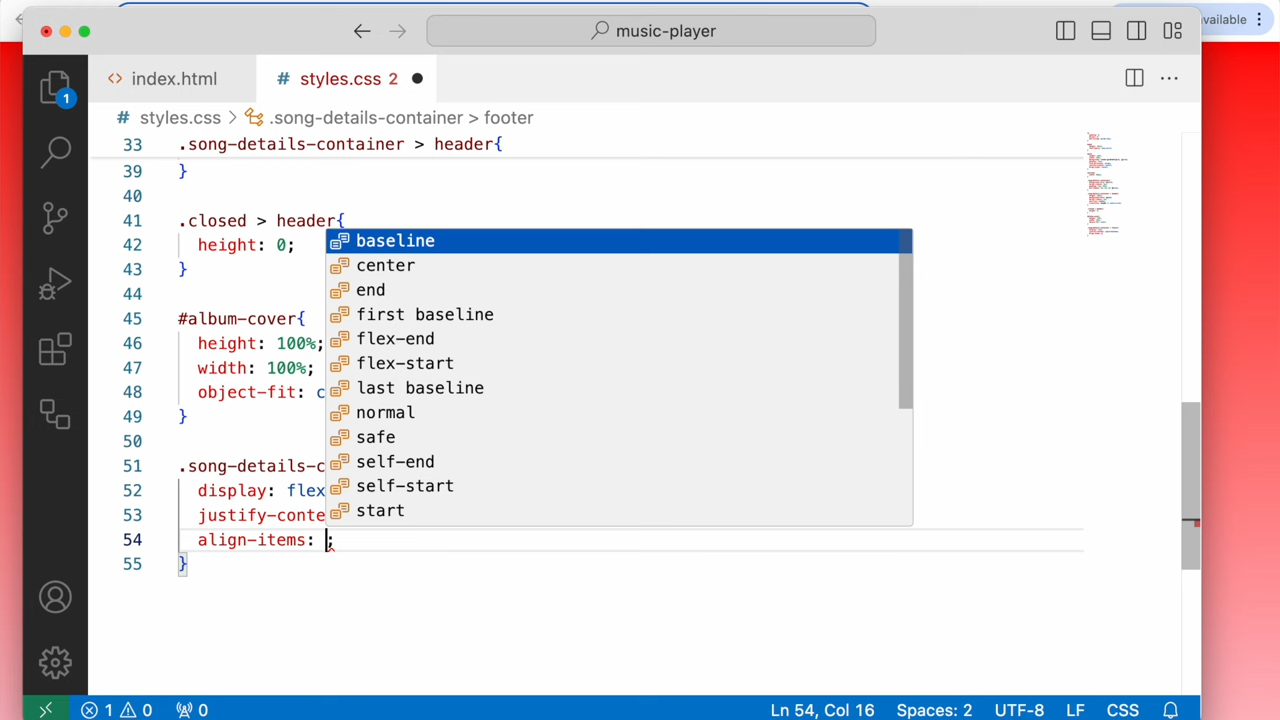 vailable
music-player
<> index.html
# styles.css 2
# styles.css > .song-details-container > footer
33 .song-details-container > header{
39 }
40
41 .closed > header{
42 height: 0;
43 }
44
45 #album-cover{
46 height: 100%;
47 width: 100%;
48 object-fit: c
49 }
50
51 .song-details-c
52 display: flex
53 justify-conte
54 align-items: ;
55 }
baseline
center
end
first baseline
flex-end
flex-start
last baseline
normal
safe
self-end
self-start
start
1
1 0 0 Ln 54, Col 16 Spaces: 2 UTF-8 LF CSS